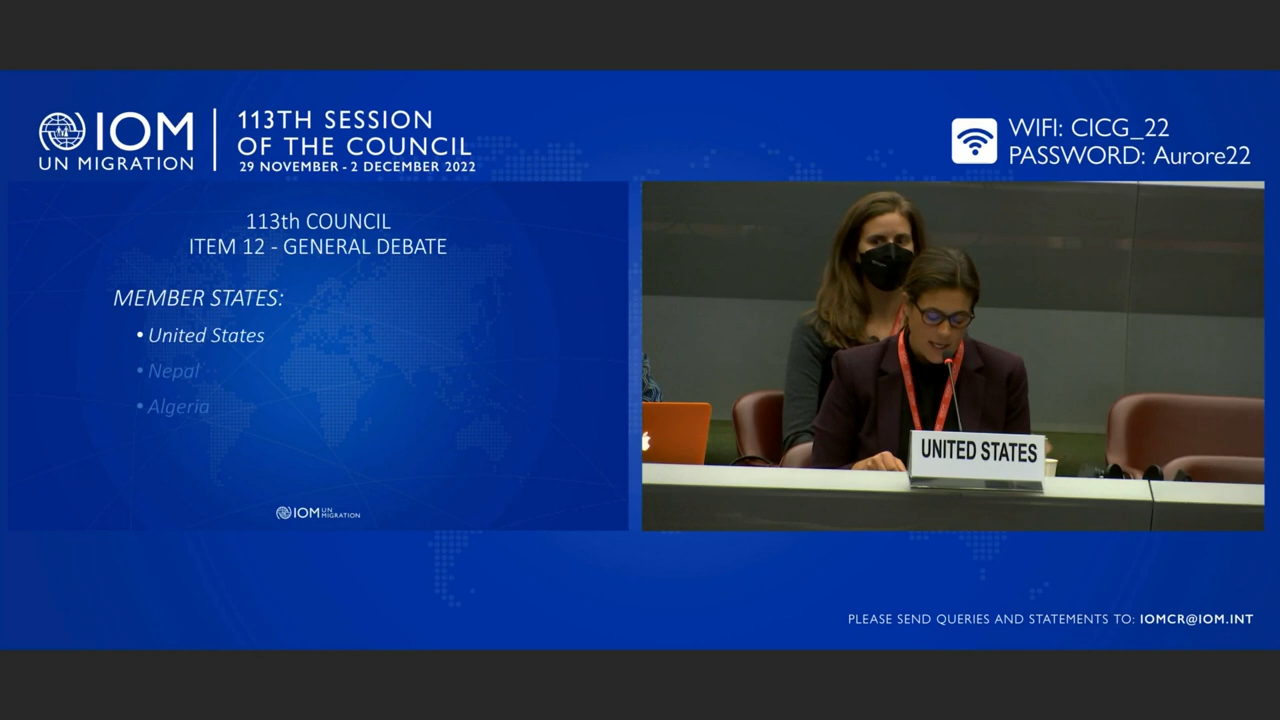 IOM
UN MIGRATION
113TH SESSION
OF THE COUNCIL
29 NOVEMBER - 2 DECEMBER 2022
WIFI: CICG_22
PASSWORD: Aurore22
113th COUNCIL
ITEM 12 - GENERAL DEBATE
MEMBER STATES:
• United States
• Nepal
• Algeria
IOM UN
MIGRATION
UNITED STATES
PLEASE SEND QUERIES AND STATEMENTS TO: IOMCR@IOM.INT